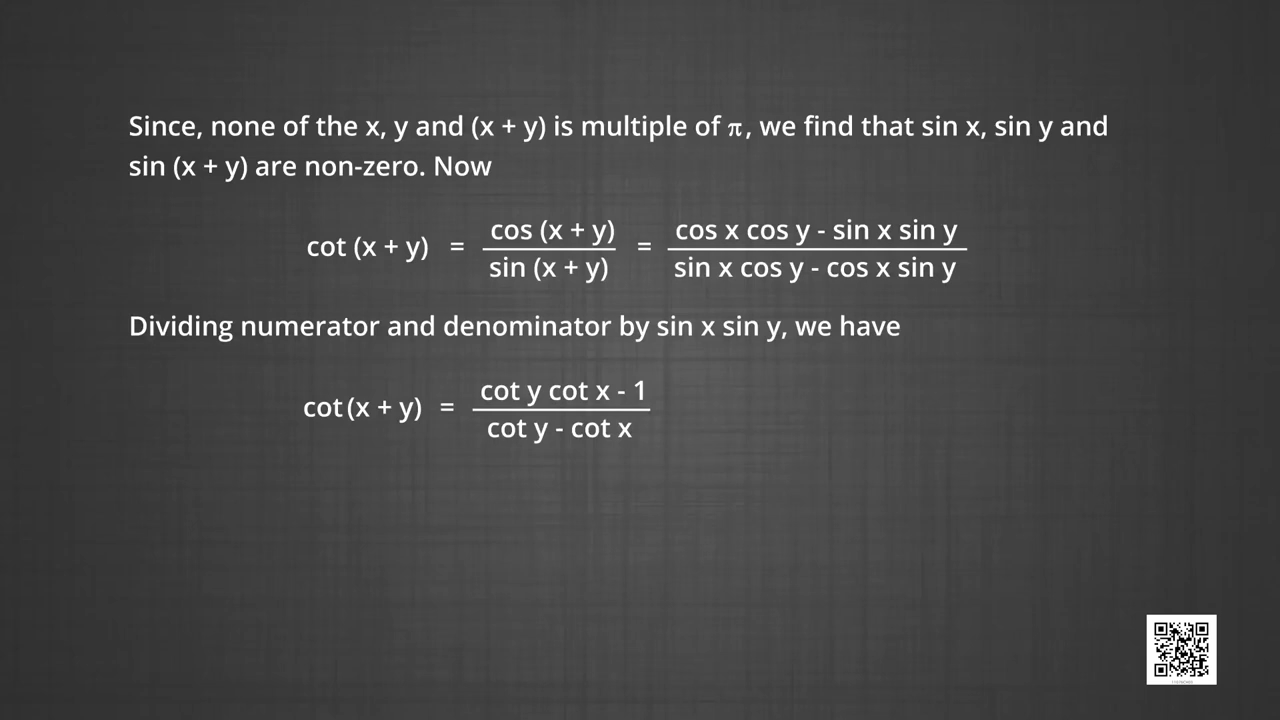 Since, none of the x, y and (x + y) is multiple of π, we find that sin x, sin y and
sin (x + y) are non-zero. Now
cot (x + y) = cos (x + y) / sin (x + y) = cos x cos y - sin x sin y / sin x cos y - cos x sin y
Dividing numerator and denominator by sin x sin y, we have
cot (x + y) = cot y cot x - 1 / cot y - cot x